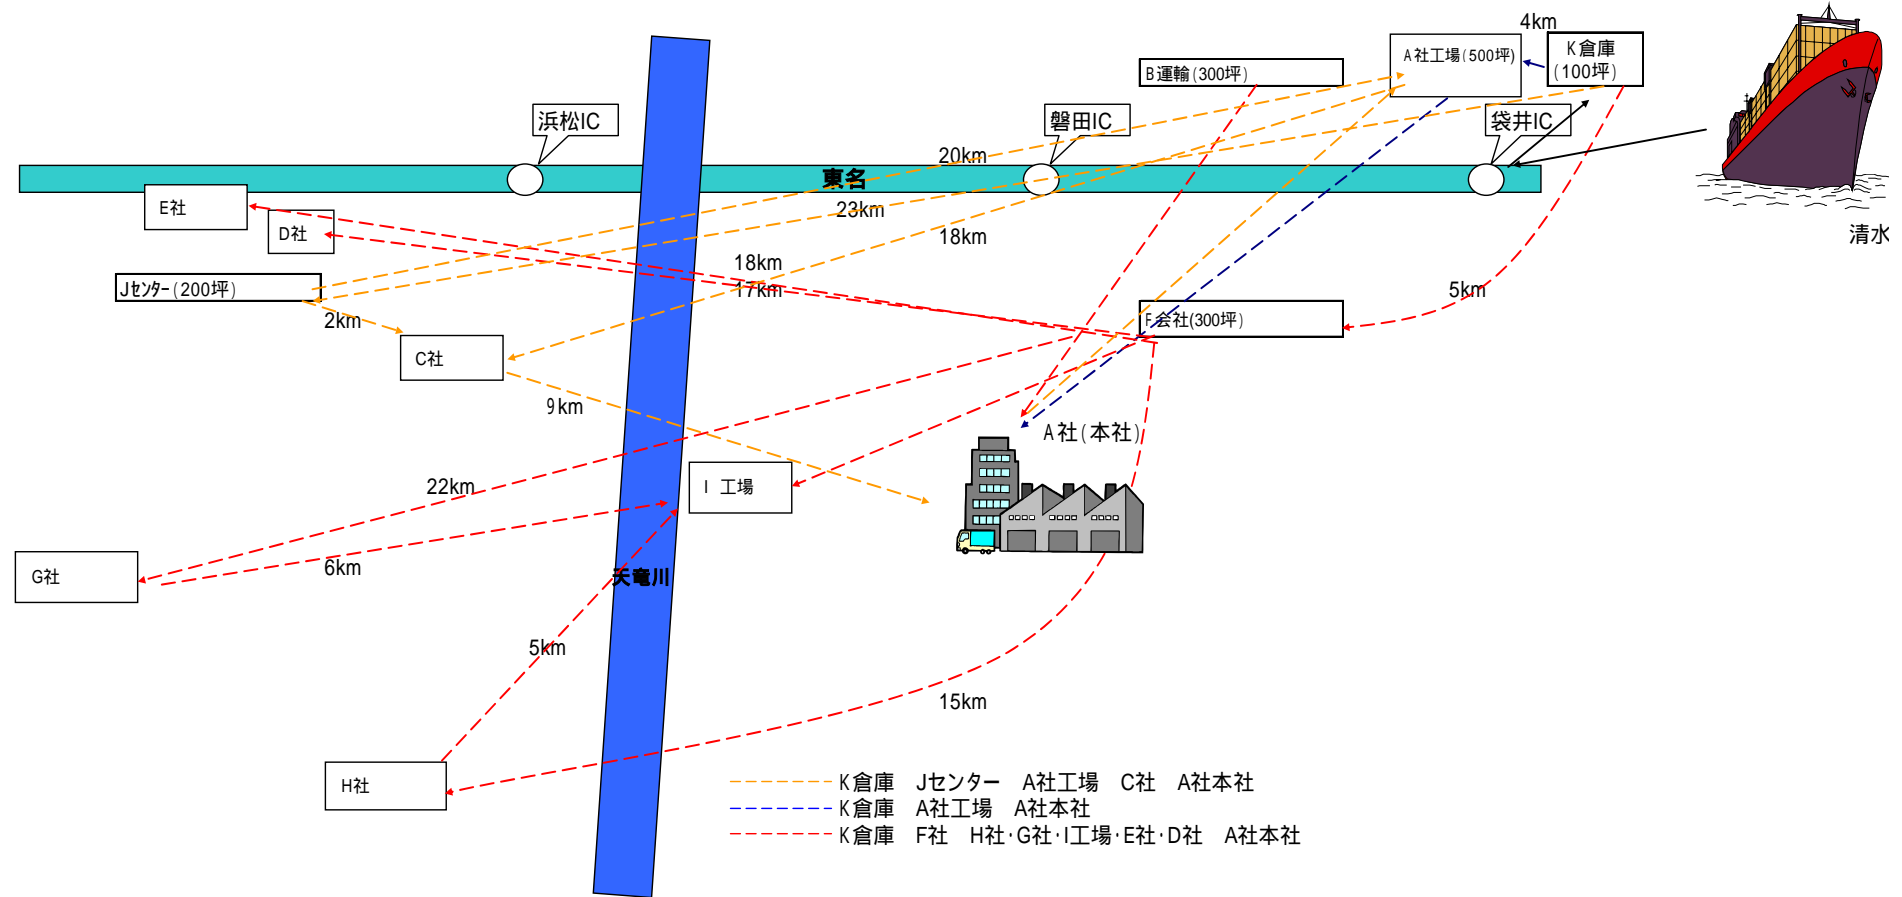 4km
A社工場(500坪)
K倉庫
(100坪)
B運輸(300坪)
浜松IC
磐田IC
袋井IC
20km
東名
E社
23km
D社
18km
清水
18km
Jセンター(200坪)
17km
5km
2km
F会社(300坪)
C社
9km
A社(本社)
22km
I 工場
6km
G社
天竜川
5km
15km
H社
K倉庫 Jセンター A社工場 C社 A社本社
K倉庫 A社工場 A社本社
K倉庫 F社 H社・G社・I工場・E社・D社 A社本社